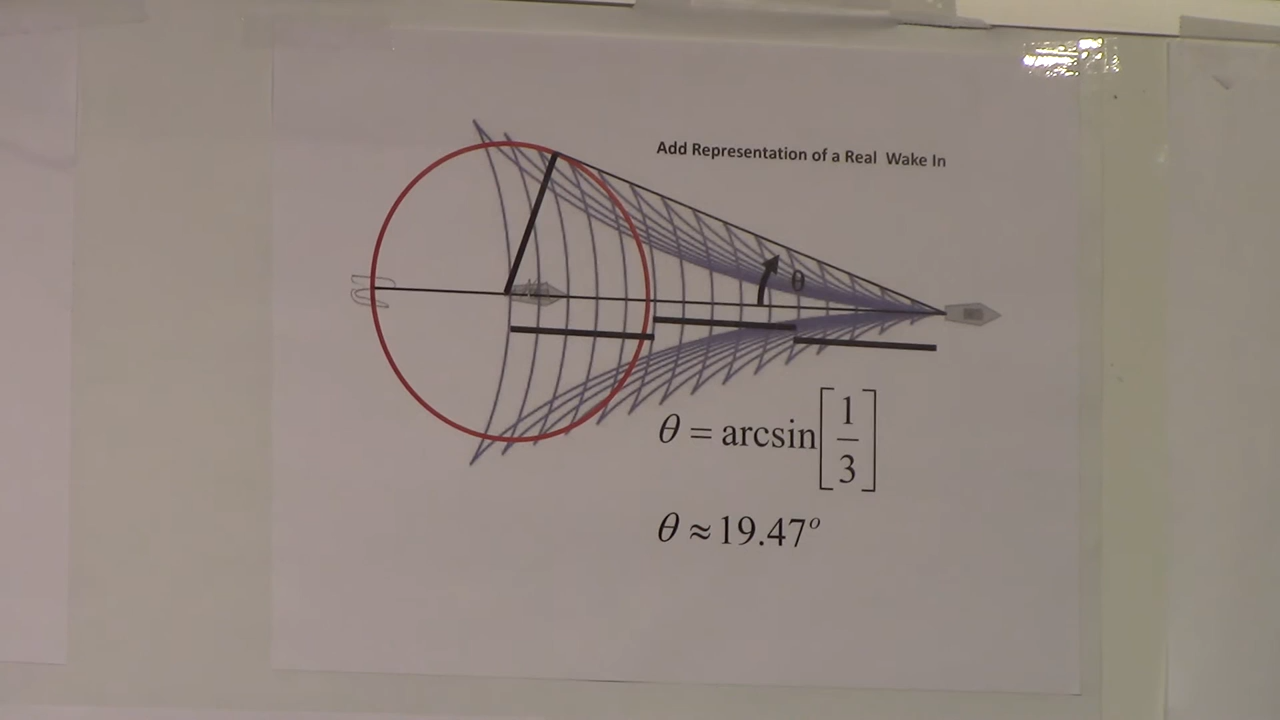 Add Representation of a Real Wake In
θ
θ = arcsin[1/3]
θ ≈ 19.47°